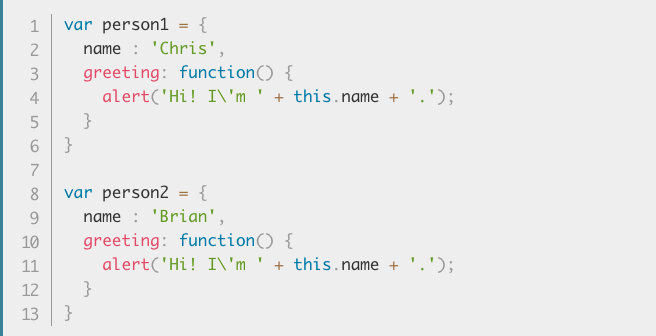 1 var person1 = {
2   name : 'Chris',
3   greeting: function() {
4     alert('Hi! I\'m ' + this.name + '.');
5   }
6 }
7
8 var person2 = {
9   name : 'Brian',
10   greeting: function() {
11     alert('Hi! I\'m ' + this.name + '.');
12   }
13 }